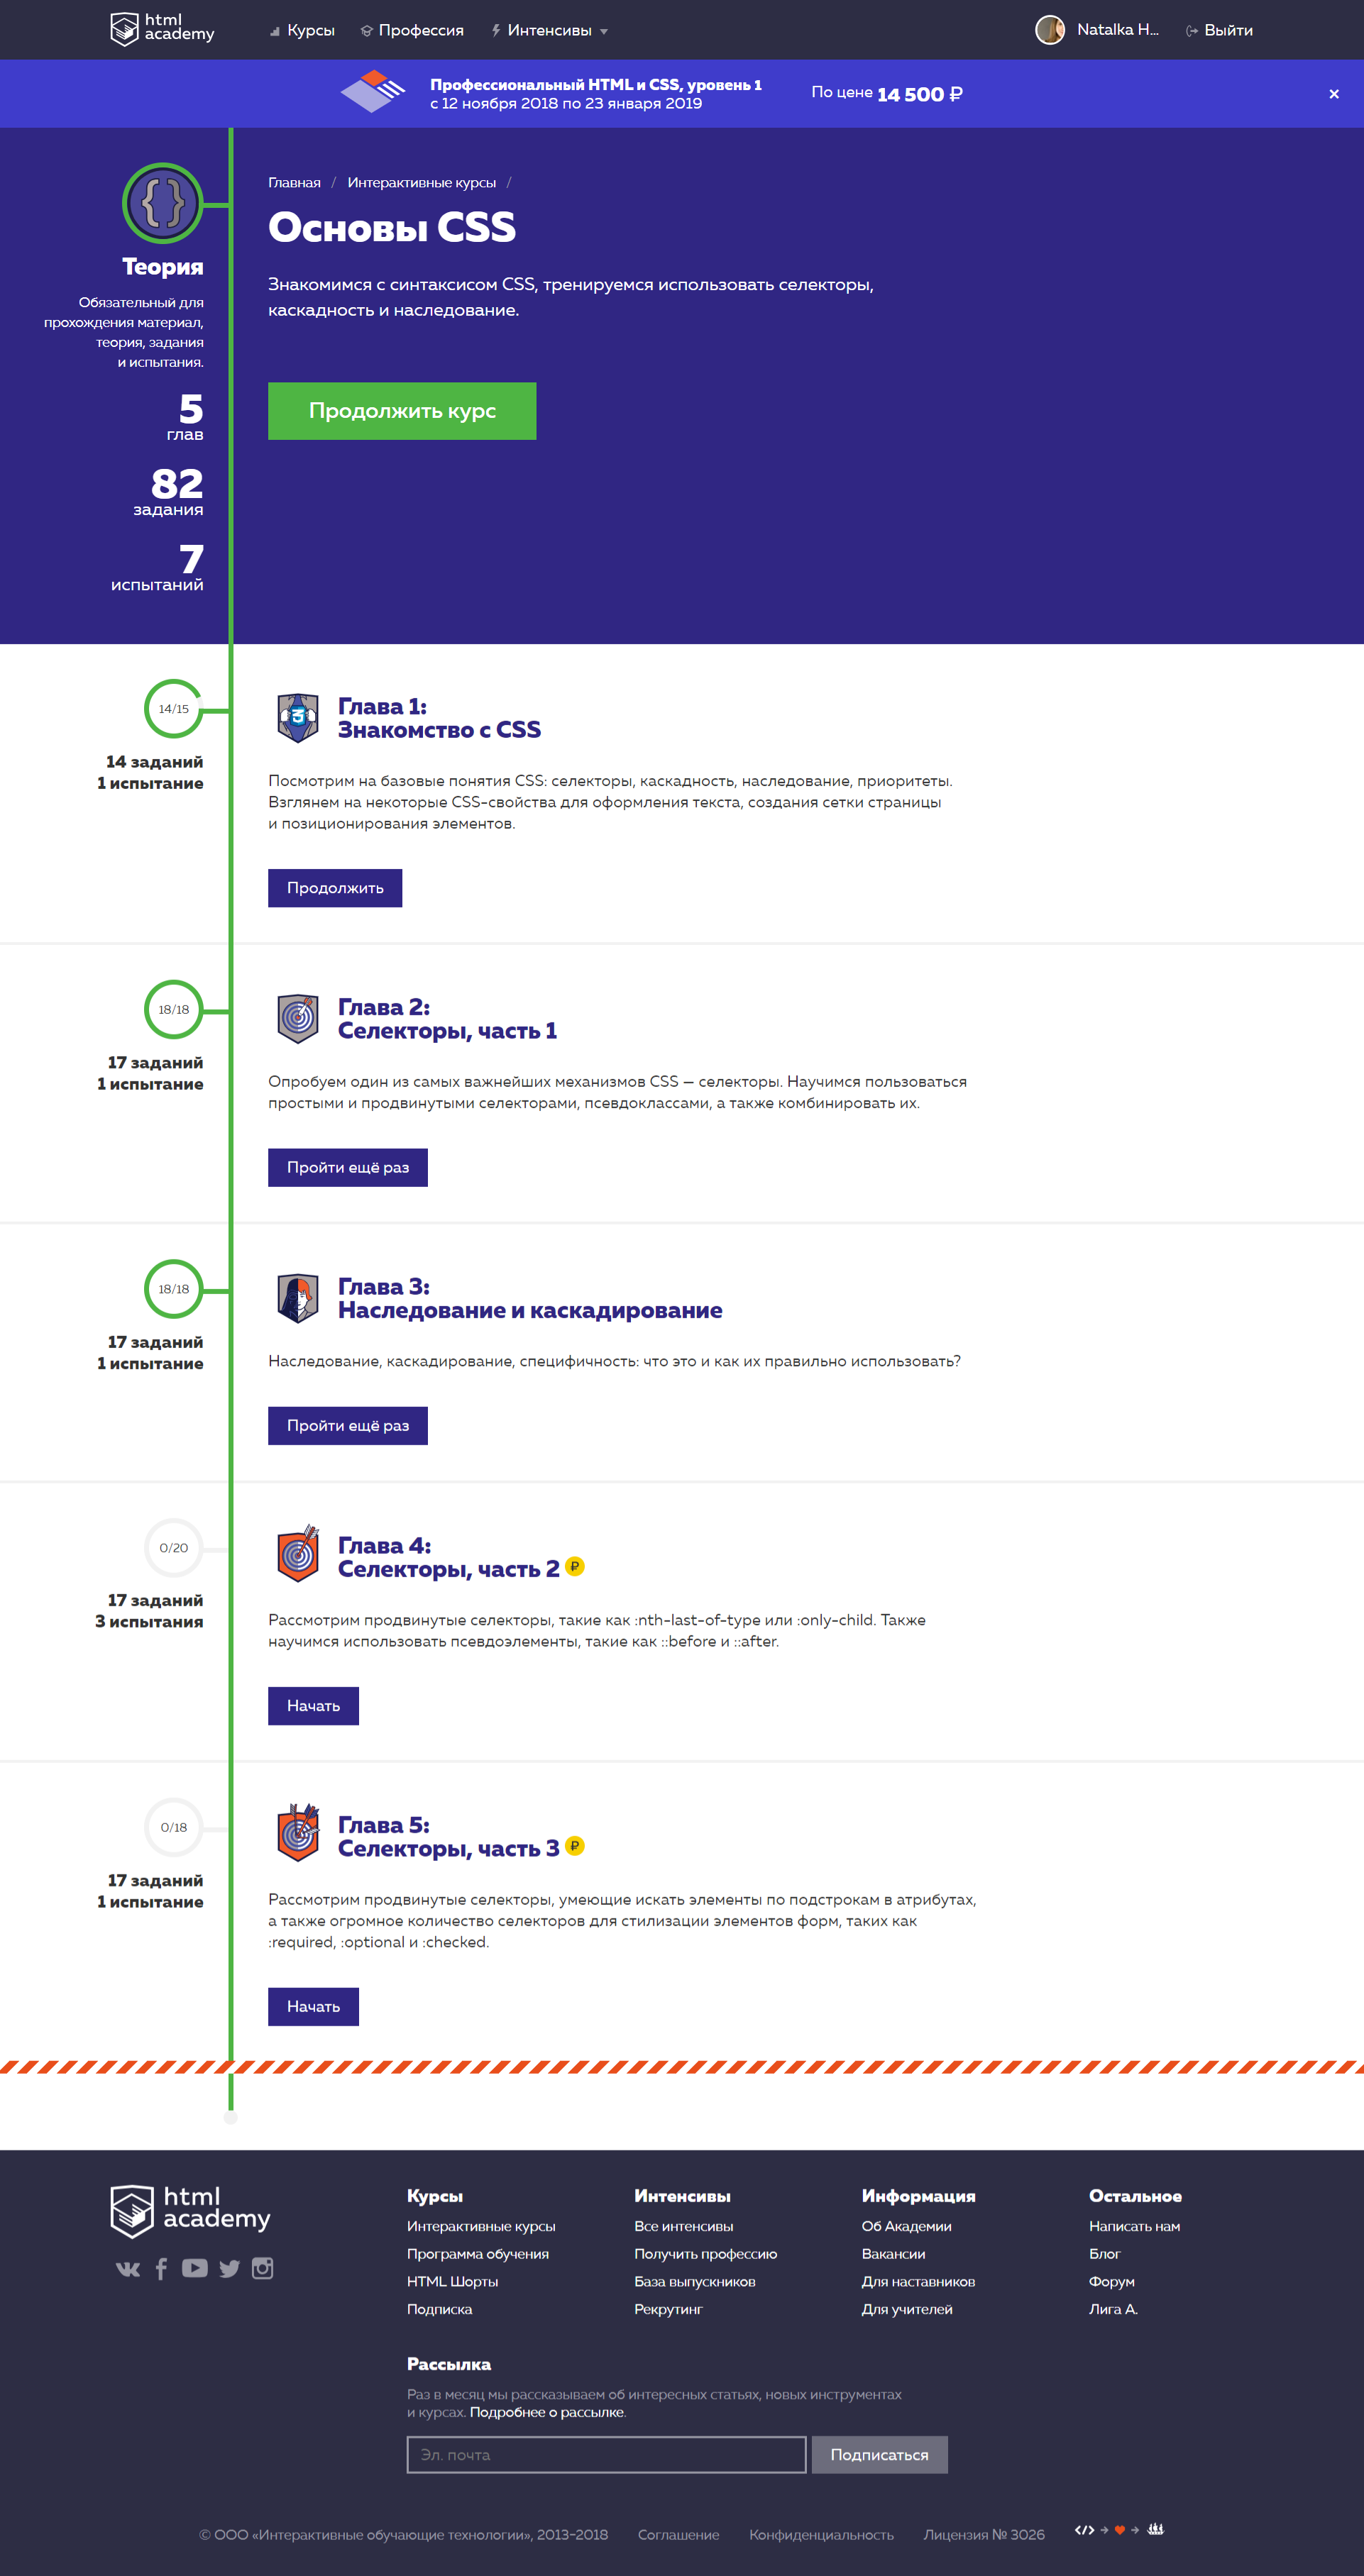 html
academy
Курсы
Профессия
Интенсивы
Natalka H...
Выйти
Профессиональный HTML и CSS, уровень 1
с 12 ноября 2018 по 23 января 2019
По цене 14 500 ₽
×
Главная / Интерактивные курсы /
Основы CSS
Знакомимся с синтаксисом CSS, тренируемся использовать селекторы,
каскадность и наследование.
Продолжить курс
{}
Теория
Обязательный для
прохождения материал,
теория, задания
и испытания.
5
глав
82
задания
7
испытаний
14/15
14 заданий
1 испытание
Глава 1:
Знакомство с CSS
Посмотрим на базовые понятия CSS: селекторы, каскадность, наследование, приоритеты.
Взглянем на некоторые CSS-свойства для оформления текста, создания сетки страницы
и позиционирования элементов.
Продолжить
18/18
17 заданий
1 испытание
Глава 2:
Селекторы, часть 1
Опробуем один из самых важнейших механизмов CSS — селекторы. Научимся пользоваться
простыми и продвинутыми селекторами, псевдоклассами, а также комбинировать их.
Пройти ещё раз
18/18
17 заданий
1 испытание
Глава 3:
Наследование и каскадирование
Наследование, каскадирование, специфичность: что это и как их правильно использовать?
Пройти ещё раз
0/20
17 заданий
3 испытания
Глава 4:
Селекторы, часть 2 ₽
Рассмотрим продвинутые селекторы, такие как :nth-last-of-type или :only-child. Также
научимся использовать псевдоэлементы, такие как ::before и ::after.
Начать
0/18
17 заданий
1 испытание
Глава 5:
Селекторы, часть 3 ₽
Рассмотрим продвинутые селекторы, умеющие искать элементы по подстрокам в атрибутах,
а также огромное количество селекторов для стилизации элементов форм, таких как
:required, :optional и :checked.
Начать
html
academy
Курсы
Интерактивные курсы
Программа обучения
HTML Шорты
Подписка
Интенсивы
Все интенсивы
Получить профессию
База выпускников
Рекрутинг
Информация
Об Академии
Вакансии
Для наставников
Для учителей
Остальное
Написать нам
Блог
Форум
Лига А.
Рассылка
Раз в месяц мы рассказываем об интересных статьях, новых инструментах
и курсах. Подробнее о рассылке.
Эл. почта
Подписаться
© ООО «Интерактивные обучающие технологии», 2013-2018
Соглашение
Конфиденциальность
Лицензия № 3026